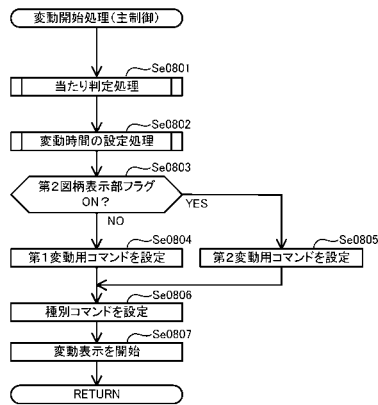 変動開始処理(主制御)
Se0801
当たり判定処理
Se0802
変動時間の設定処理
Se0803
第2図柄表示部フラグ
ON?
YES
NO
Se0804
第1変動用コマンドを設定
Se0805
第2変動用コマンドを設定
Se0806
種別コマンドを設定
Se0807
変動表示を開始
RETURN